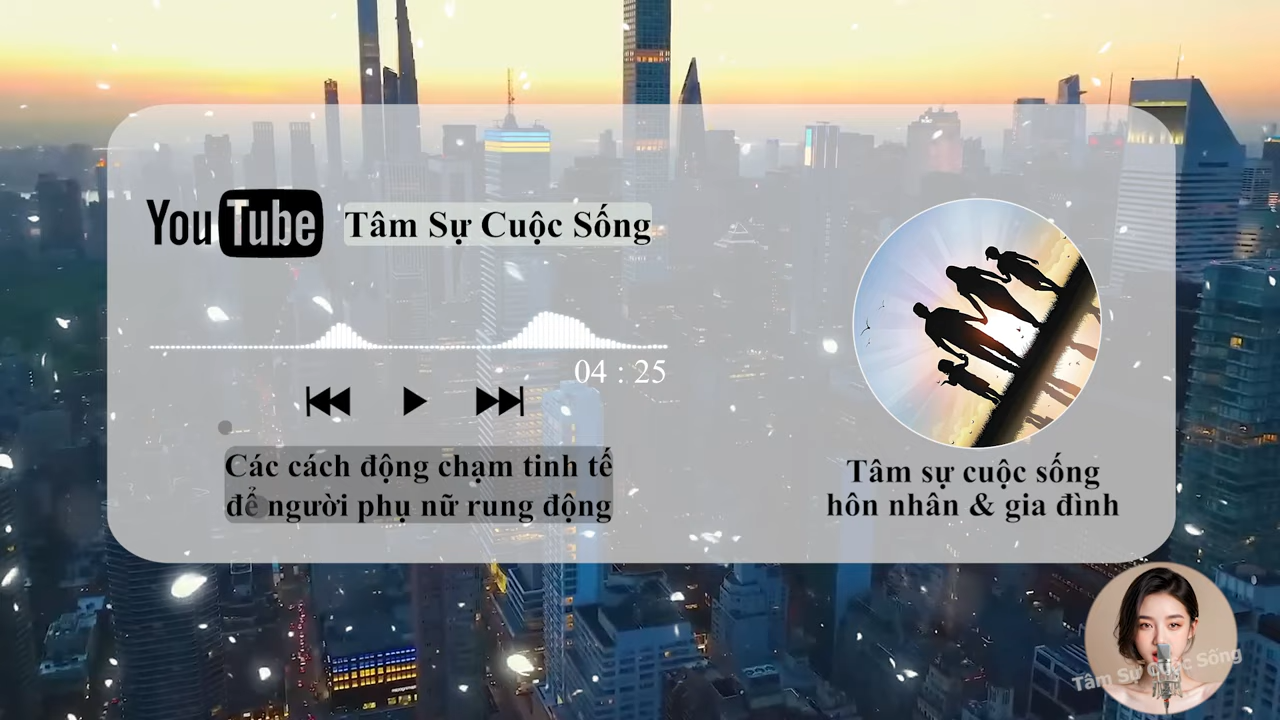 YouTube
Tâm Sự Cuộc Sống
04 : 25
Các cách động chạm tinh tế
để người phụ nữ rung động
Tâm sự cuộc sống
hôn nhân & gia đình
Tâm Sự Cuộc Sống